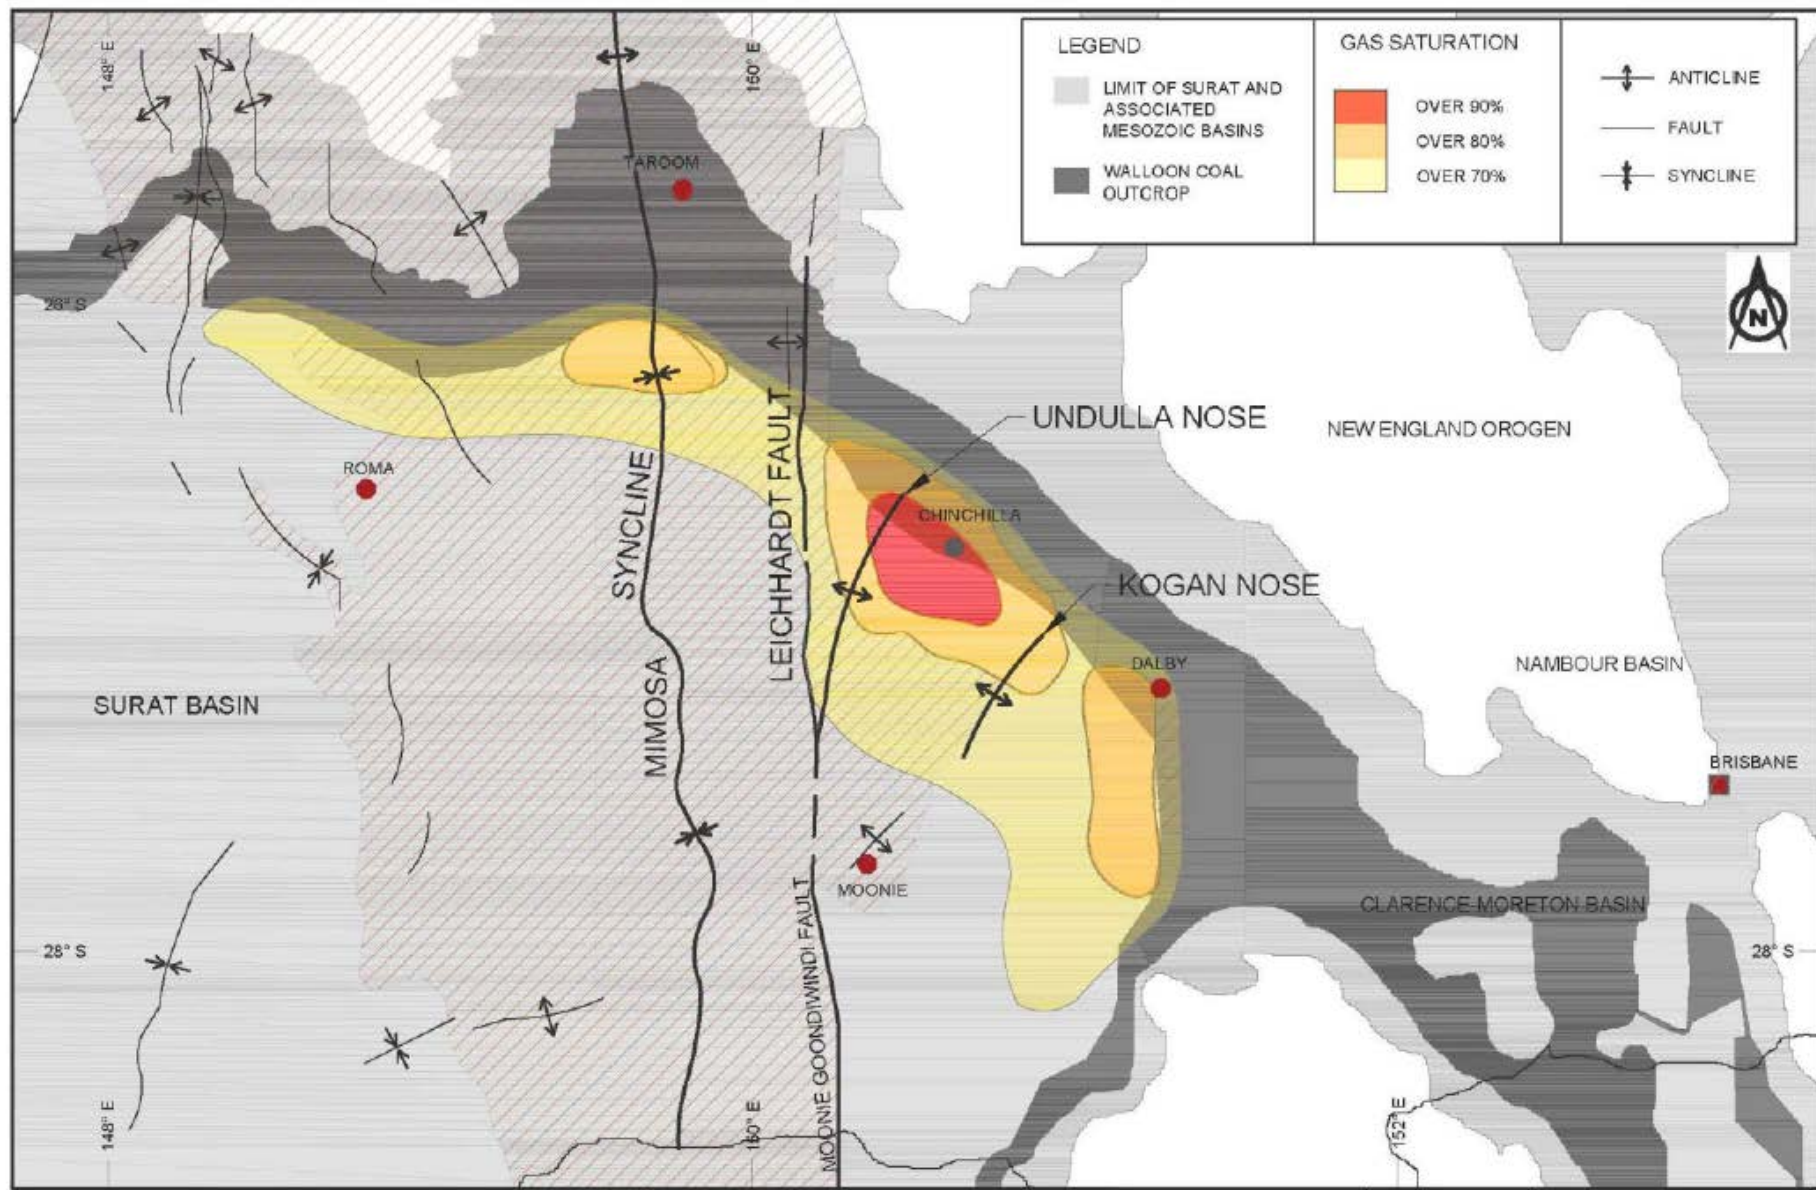 148° E
150° E
LEGEND
LIMIT OF SURAT AND
ASSOCIATED
MESOZOIC BASINS
WALLOON COAL
OUTCROP
GAS SATURATION
OVER 90%
OVER 80%
OVER 70%
ANTICLINE
FAULT
SYNCLINE
TAROOM
26° S
N
UNDULLA NOSE
NEW ENGLAND OROGEN
ROMA
SYNCLINE
LEICHHARDT FAULT
CHINCHILLA
KOGAN NOSE
DALBY
NAMBOUR BASIN
SURAT BASIN
MIMOSA
BRISBANE
MOONIE
CLARENCE-MORETON BASIN
MOONIE GOONDIWINDI FAULT
28° S
28° S
148° E
150° E
152° E